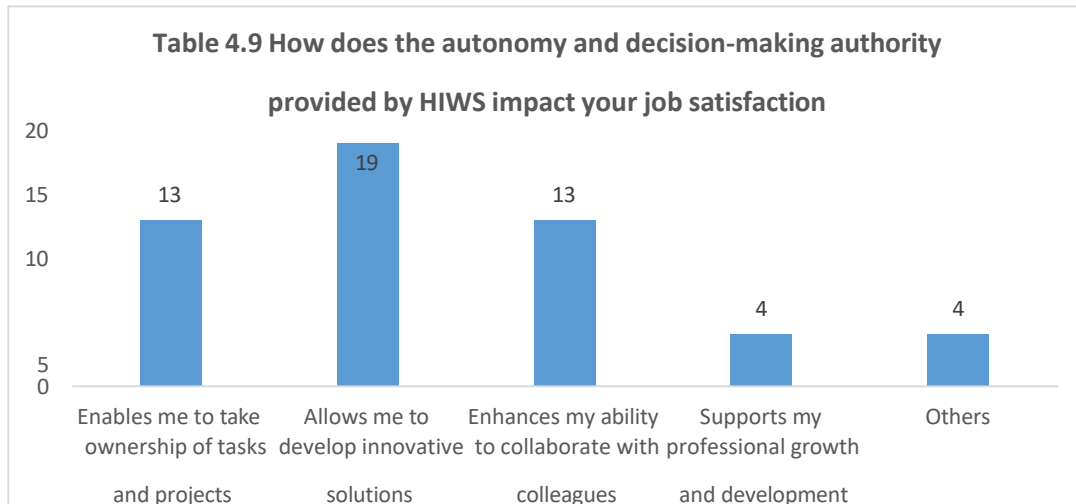 Table 4.9 How does the autonomy and decision-making authority
provided by HIWS impact your job satisfaction
20
15
10
5
0
13
19
13
4
4
Enables me to take ownership of tasks and projects
Allows me to develop innovative solutions
Enhances my ability to collaborate with colleagues
Supports my professional growth and development
Others